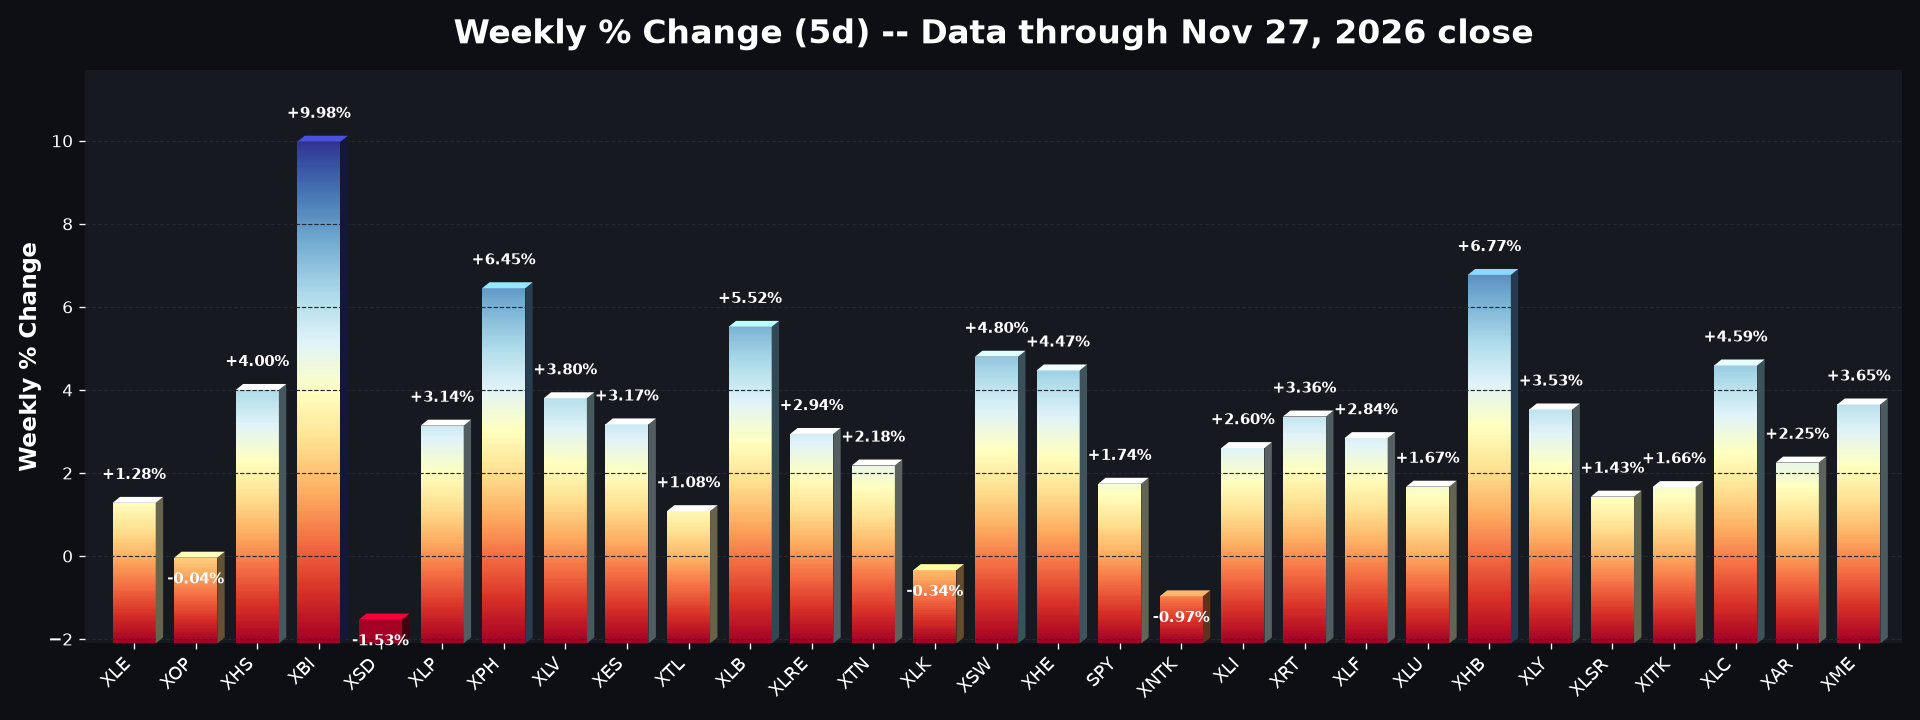 Weekly % Change (5d) -- Data through Nov 27, 2026 close
Weekly % Change
10
8
6
4
2
0
−2
+1.28%
-0.04%
+4.00%
+9.98%
-1.53%
+3.14%
+6.45%
+3.80%
+3.17%
+1.08%
+5.52%
+2.94%
+2.18%
-0.34%
+4.80%
+4.47%
+1.74%
-0.97%
+2.60%
+3.36%
+2.84%
+1.67%
+6.77%
+3.53%
+1.43%
+1.66%
+4.59%
+2.25%
+3.65%
XLE
XOP
XHS
XBI
XSD
XLP
XPH
XLV
XES
XTL
XLB
XLRE
XTN
XLK
XSW
XHE
SPY
XNTK
XLI
XRT
XLF
XLU
XHB
XLY
XLSR
XITK
XLC
XAR
XME